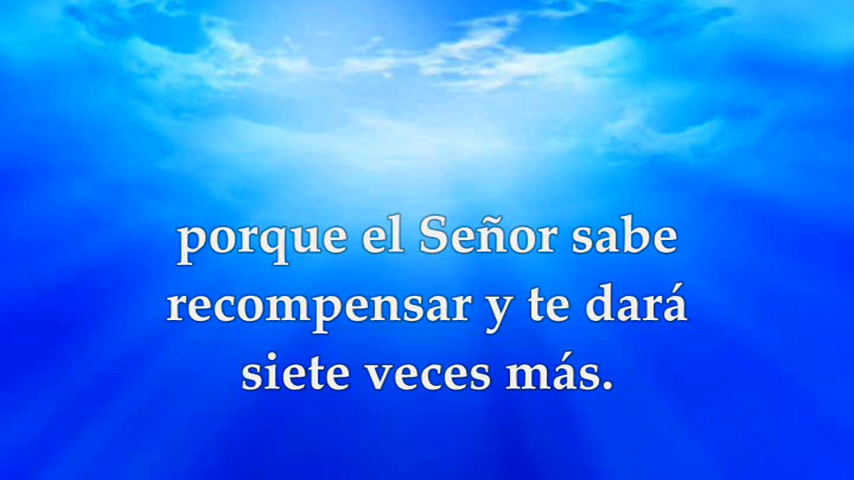 porque el Señor sabe
recompensar y te dará
siete veces más.